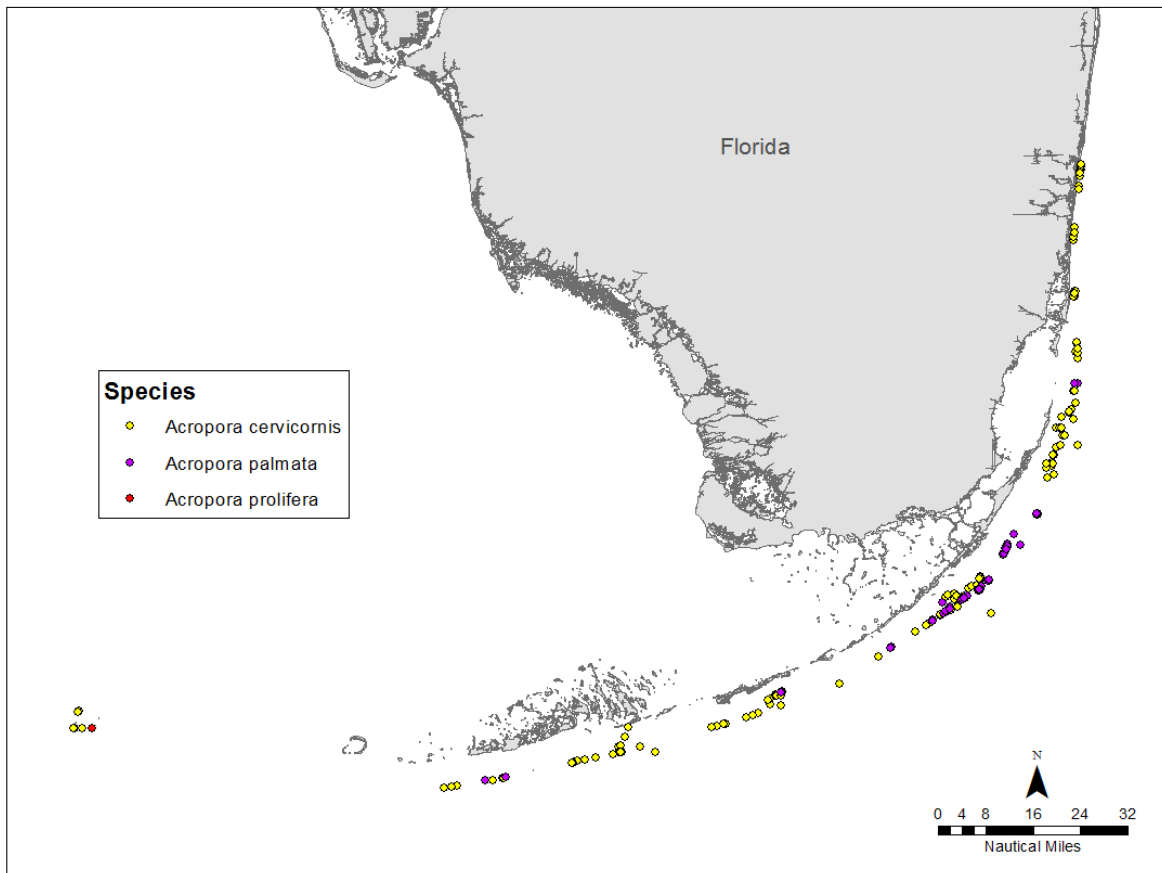 Florida
Species
Acropora cervicornis
Acropora palmata
Acropora prolifera
N
0 4 8 16 24 32
Nautical Miles